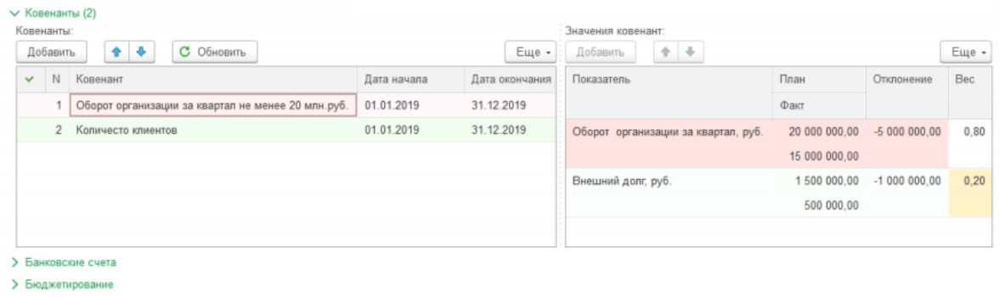 Ковенанты (2)
Ковенанты:
Значения ковенант:
Добавить Обновить Еще
Добавить Еще
N Ковенант Дата начала Дата окончания
Показатель План Отклонение Вес
Факт
1 Оборот организации за квартал не менее 20 млн.руб. 01.01.2019 31.12.2019
2 Количесто клиентов 01.01.2019 31.12.2019
Оборот организации за квартал, руб. 20 000 000,00 -5 000 000,00 0,80
15 000 000,00
Внешний долг, руб. 1 500 000,00 -1 000 000,00 0,20
500 000,00
Банковские счета
Бюджетирование